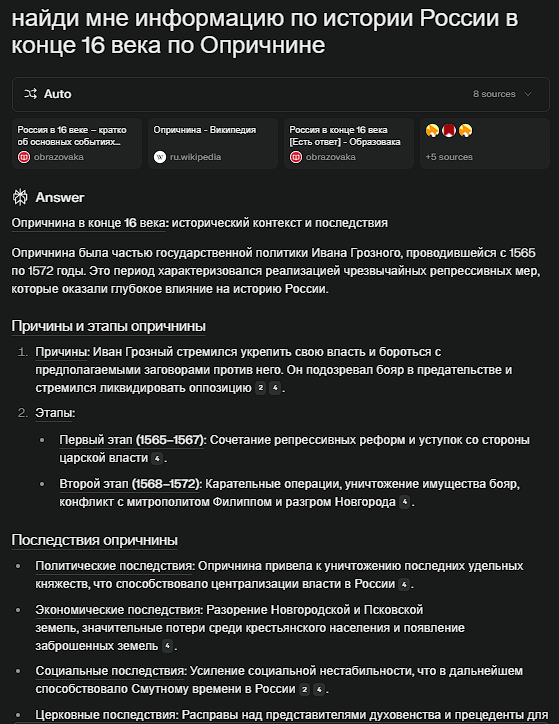 найди мне информацию по истории России в
конце 16 века по Опричнине
Auto
8 sources
Россия в 16 веке – кратко
об основных событиях...
obrazovaka
Опричнина - Википедия
ru.wikipedia
Россия в конце 16 века
[Есть ответ] - Образовака
obrazovaka
+5 sources
Answer
Опричнина в конце 16 века: исторический контекст и последствия
Опричнина была частью государственной политики Ивана Грозного, проводившейся с 1565
по 1572 годы. Это период характеризовался реализацией чрезвычайных репрессивных мер,
которые оказали глубокое влияние на историю России.
Причины и этапы опричнины
1. Причины: Иван Грозный стремился укрепить свою власть и бороться с
предполагаемыми заговорами против него. Он подозревал бояр в предательстве и
стремился ликвидировать оппозицию 2 4 .
2. Этапы:
• Первый этап (1565–1567): Сочетание репрессивных реформ и уступок со стороны
царской власти 4 .
• Второй этап (1568–1572): Карательные операции, уничтожение имущества бояр,
конфликт с митрополитом Филиппом и разгром Новгорода 4 .
Последствия опричнины
• Политические последствия: Опричнина привела к уничтожению последних удельных
княжеств, что способствовало централизации власти в России 4 .
• Экономические последствия: Разорение Новгородской и Псковской
земель, значительные потери среди крестьянского населения и появление
заброшенных земель 4 .
• Социальные последствия: Усиление социальной нестабильности, что в дальнейшем
способствовало Смутному времени в России 2 4 .
• Церковные последствия: Расправы над представителями духовенства и прецеденты для